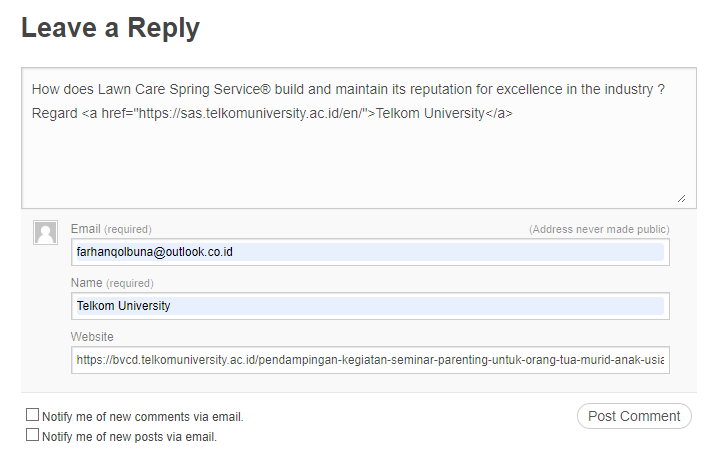 Leave a Reply
How does Lawn Care Spring Service® build and maintain its reputation for excellence in the industry ?
Regard <a href="https://sas.telkomuniversity.ac.id/en/">Telkom University</a>
Email (required) (Address never made public)
farhanqolbuna@outlook.co.id
Name (required)
Telkom University
Website
https://bvcd.telkomuniversity.ac.id/pendampingan-kegiatan-seminar-parenting-untuk-orang-tua-murid-anak-usia
Notify me of new comments via email.
Post Comment
Notify me of new posts via email.